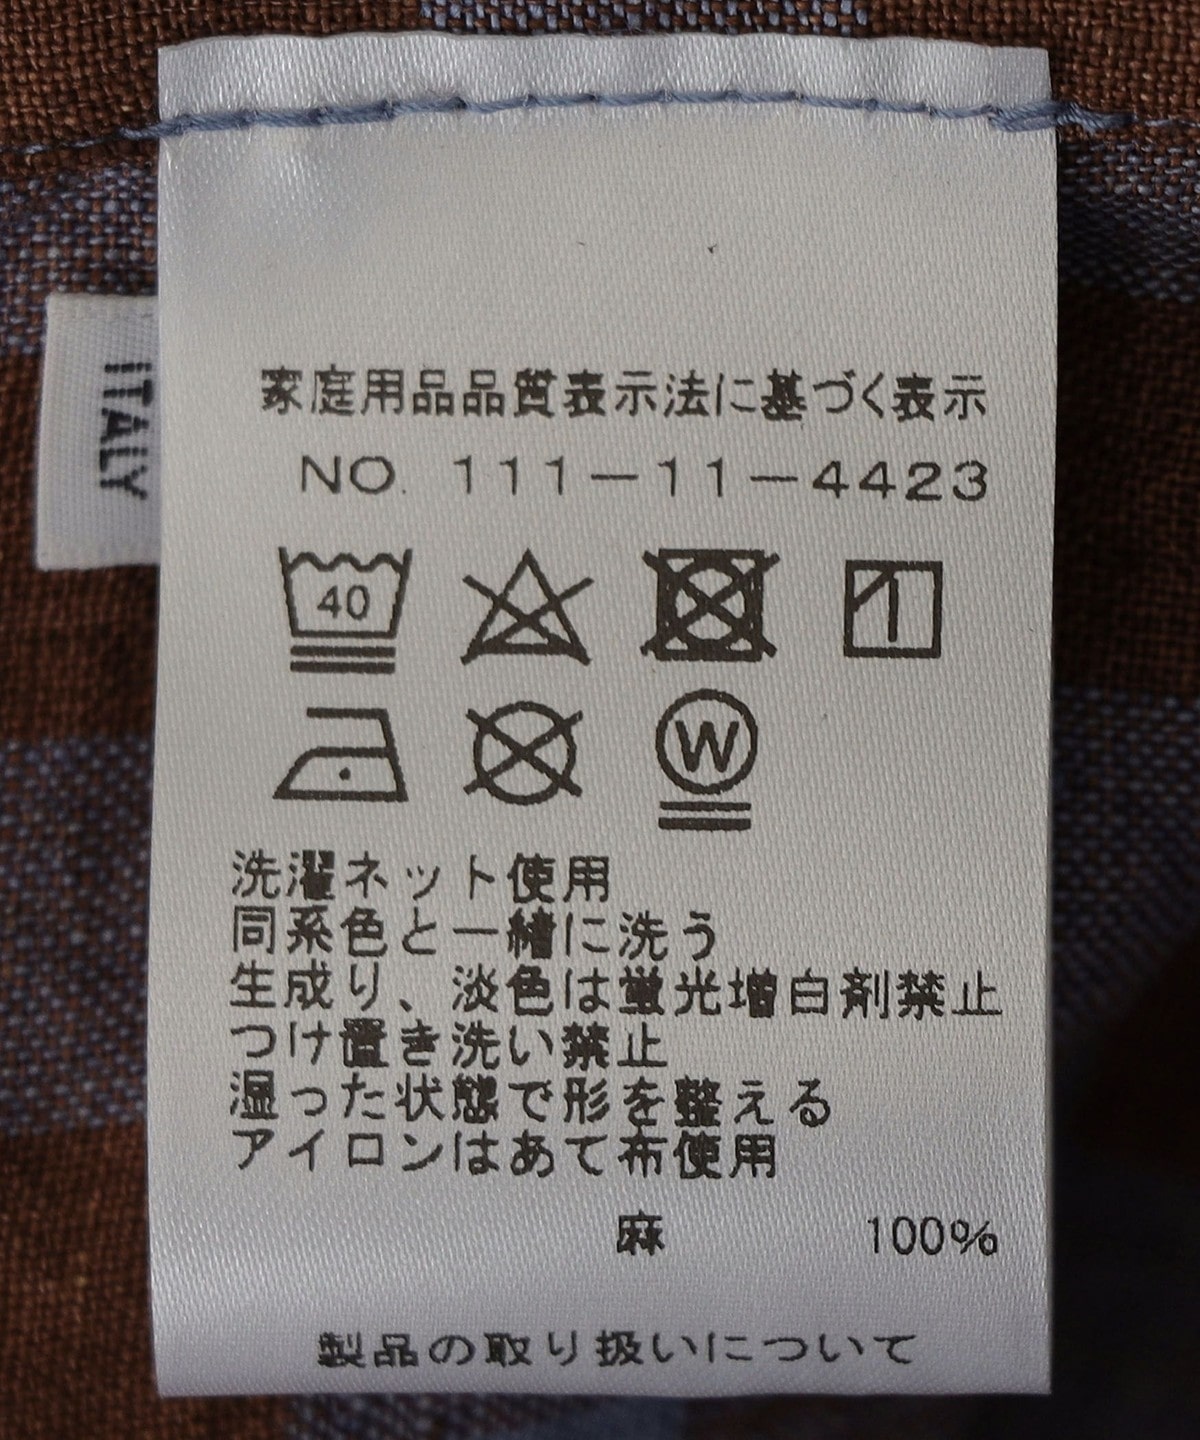 家庭用品品質表示法に基づく表示
NO. 111-11-4423
40
W
洗濯ネット使用
同系色と一緒に洗う
生成り、淡色は蛍光増白剤禁止
つけ置き洗い禁止
湿った状態で形を整える
アイロンはあて布使用
麻 100%
製品の取り扱いについて
ITALY